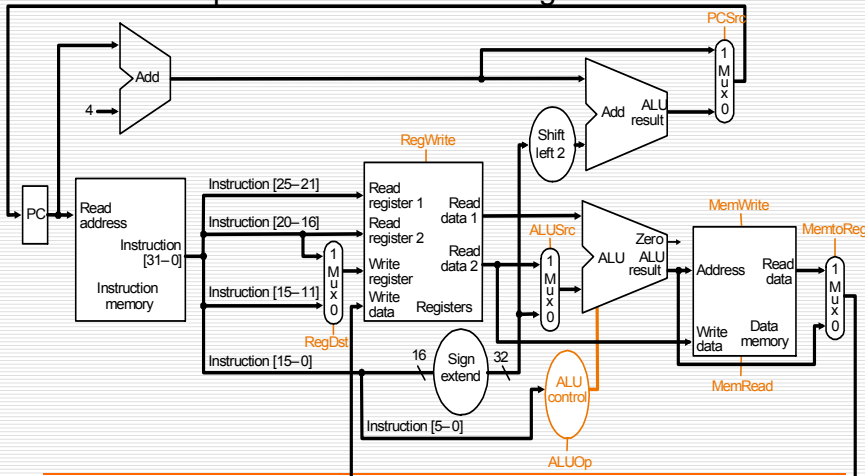 PCSrc
1
M
u
x
0
Add
4
Add
ALU
result
Shift
left 2
RegWrite
PC
Read
address
Instruction
[31–0]
Instruction
memory
Instruction [25–21]
Instruction [20–16]
Instruction [15–11]
Instruction [15–0]
1
M
u
x
0
RegDst
Read
register 1
Read
register 2
Write
register
Write
data
Read
data 1
Read
data 2
Registers
16
Sign
extend
32
Instruction [5–0]
ALUSrc
1
M
u
x
0
Zero
ALU
ALU
result
ALU
control
ALUOp
MemWrite
Address
Read
data
Write
data
Data
memory
MemRead
MemtoReg
1
M
u
x
0